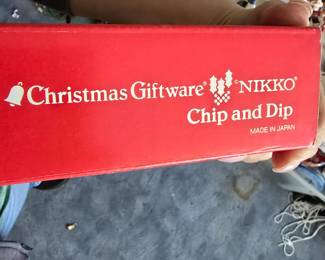 Christmas Giftware® NIKKO®
Chip and Dip
MADE IN JAPAN